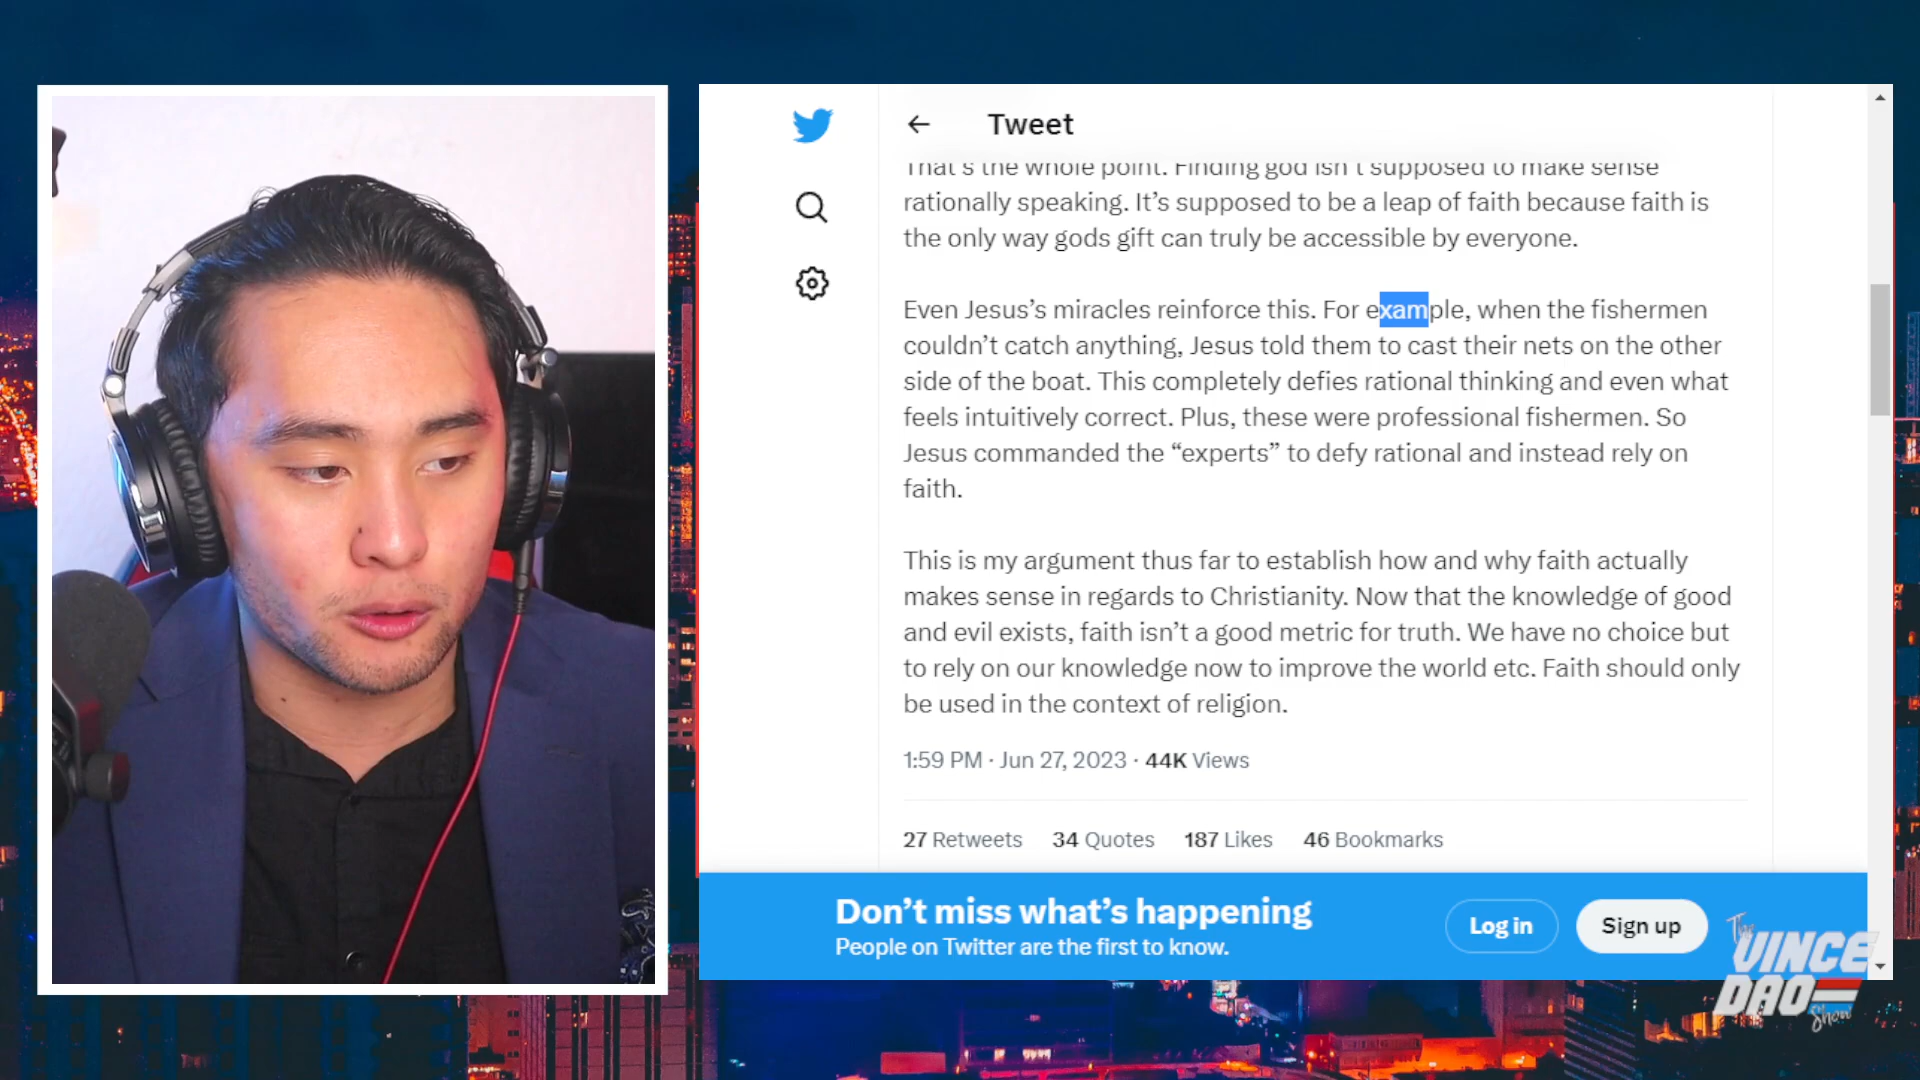 Tweet
That's the whole point. Finding god isn't supposed to make sense
rationally speaking. It's supposed to be a leap of faith because faith is
the only way gods gift can truly be accessible by everyone.
Even Jesus's miracles reinforce this. For example, when the fishermen
couldn't catch anything, Jesus told them to cast their nets on the other
side of the boat. This completely defies rational thinking and even what
feels intuitively correct. Plus, these were professional fishermen. So
Jesus commanded the “experts” to defy rational and instead rely on
faith.
This is my argument thus far to establish how and why faith actually
makes sense in regards to Christianity. Now that the knowledge of good
and evil exists, faith isn't a good metric for truth. We have no choice but
to rely on our knowledge now to improve the world etc. Faith should only
be used in the context of religion.
1:59 PM · Jun 27, 2023 · 44K Views
27 Retweets 34 Quotes 187 Likes 46 Bookmarks
Don't miss what's happening
People on Twitter are the first to know.
Log in
Sign up
The
VINCE
DAO
Show